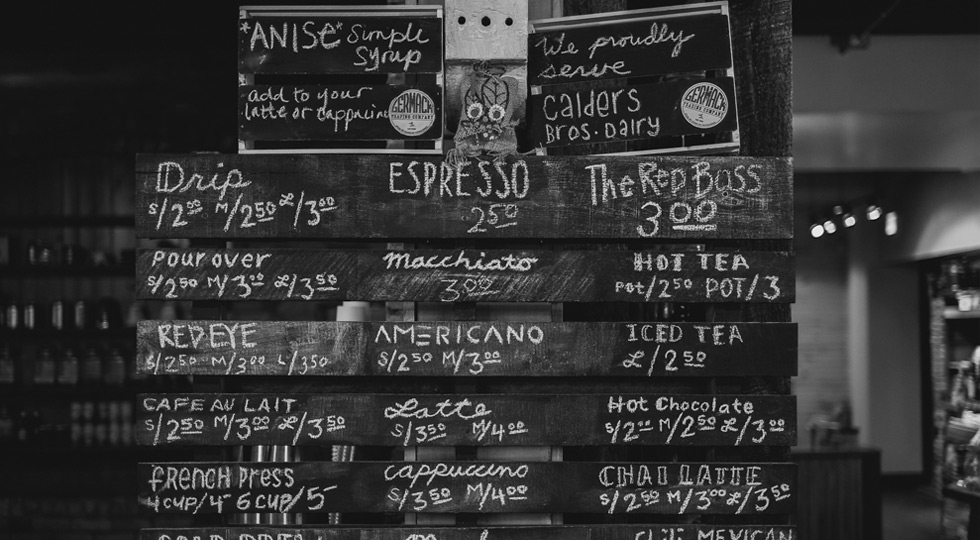 *ANISE* Simple
Syrup
add to your
latte or cappuccino
GERMACK
TRADING COMPANY
We proudly
serve
Calders
Bros. Dairy
GERMACK
TRADING COMPANY
Drip
S/2.00 M/2.50 L/3.00
ESPRESSO
2.50
The Red Boss
3.00
pour over
S/2.50 M/3.00 L/3.50
Macchiato
3.00
HOT TEA
Pot/2.50 POT/3
REDEYE
S/2.50 M/3.00 L/3.50
AMERICANO
S/2.50 M/3.00
ICED TEA
L/2.50
CAFE AU LAIT
S/2.50 M/3.00 L/3.50
Latte
S/3.50 M/4.00
Hot Chocolate
S/2.00 M/2.50 L/3.00
FRENCH PRESS
4 CUP/4- 6 CUP/5-
Cappuccino
S/3.50 M/4.00
CHAI LATTE
S/2.50 M/3.00 L/3.50
MEXICAN